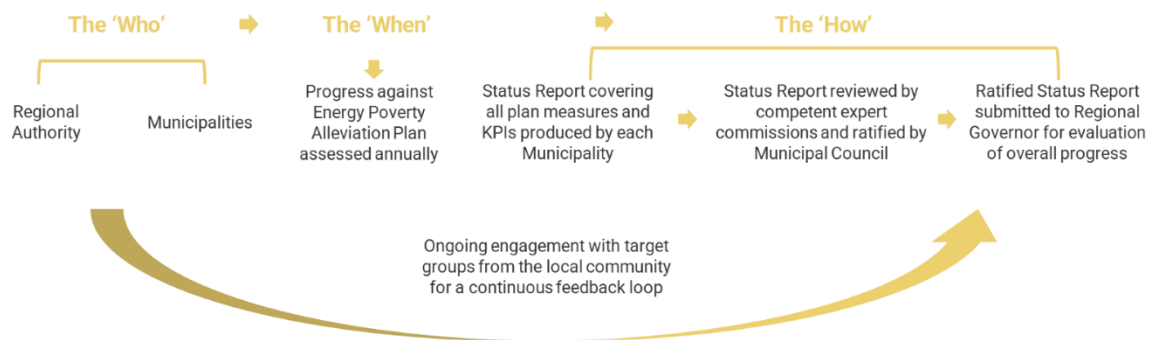 The ‘Who’
The ‘When’
The ‘How’
Regional
Authority
Municipalities
Progress against
Energy Poverty
Alleviation Plan
assessed annually
Status Report covering
all plan measures and
KPIs produced by each
Municipality
Status Report reviewed by
competent expert
commissions and ratified by
Municipal Council
Ratified Status Report
submitted to Regional
Governor for evaluation
of overall progress
Ongoing engagement with target
groups from the local community
for a continuous feedback loop